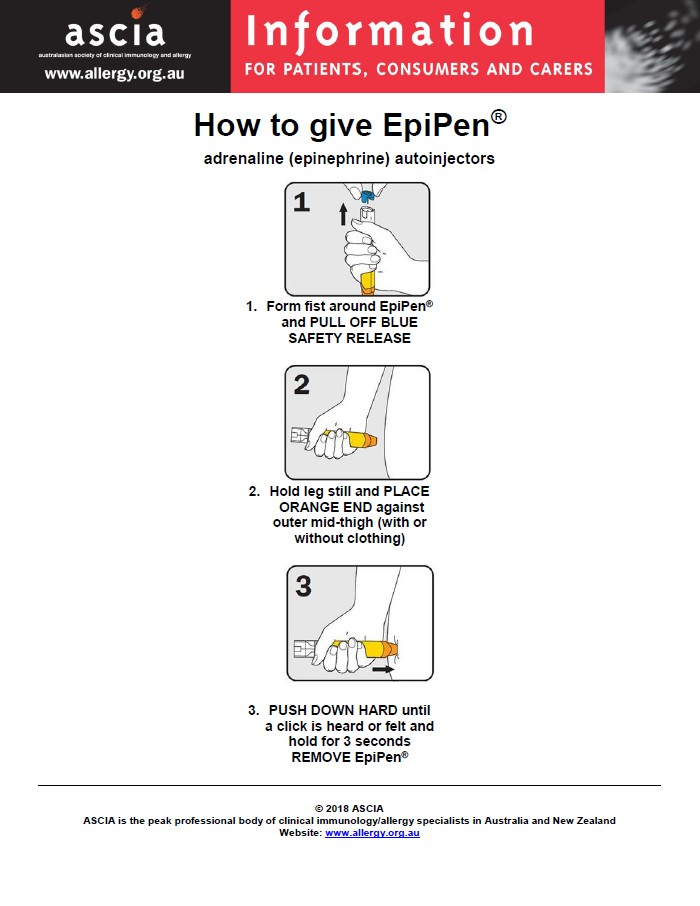 ascia
australasian society of clinical immunology and allergy
www.allergy.org.au
Information
FOR PATIENTS, CONSUMERS AND CARERS
How to give EpiPen®
adrenaline (epinephrine) autoinjectors
1
1. Form fist around EpiPen®
and PULL OFF BLUE
SAFETY RELEASE
2
2. Hold leg still and PLACE
ORANGE END against
outer mid-thigh (with or
without clothing)
3
3. PUSH DOWN HARD until
a click is heard or felt and
hold for 3 seconds
REMOVE EpiPen®
© 2018 ASCIA
ASCIA is the peak professional body of clinical immunology/allergy specialists in Australia and New Zealand
Website: www.allergy.org.au